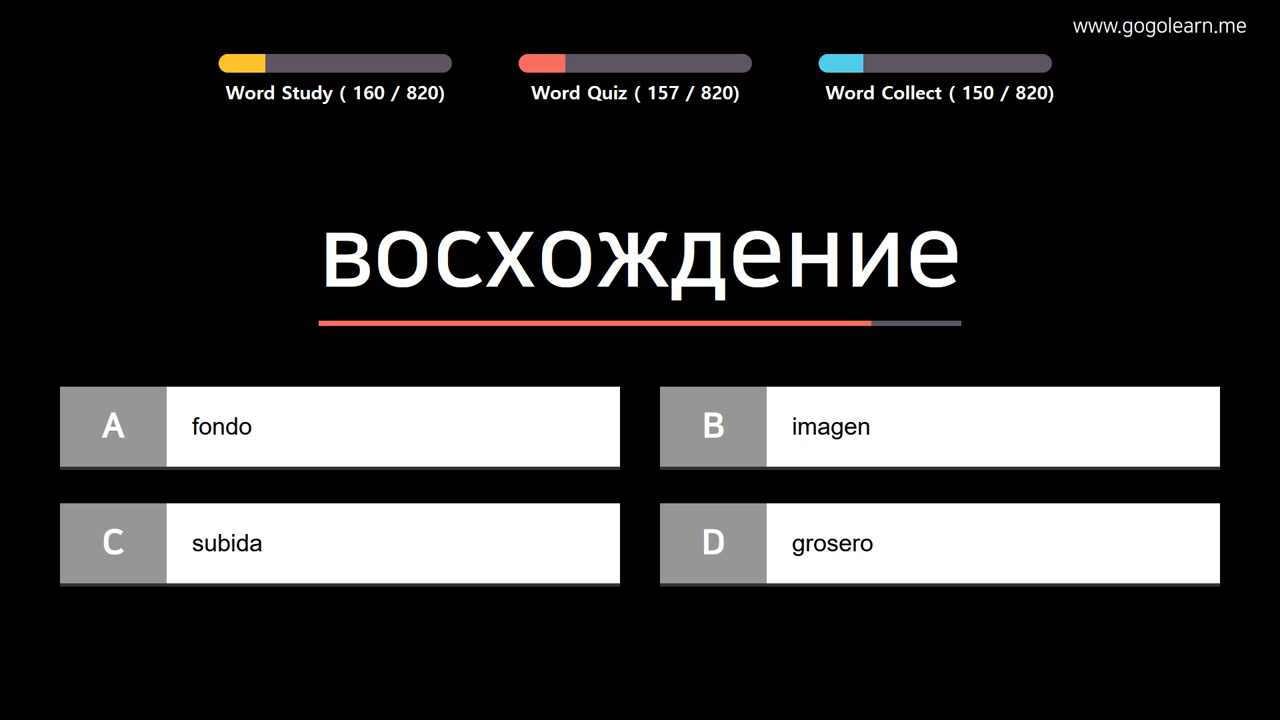 www.gogolearn.me
Word Study ( 160 / 820)
Word Quiz ( 157 / 820)
Word Collect ( 150 / 820)
восхождение
A fondo
B imagen
C subida
D grosero